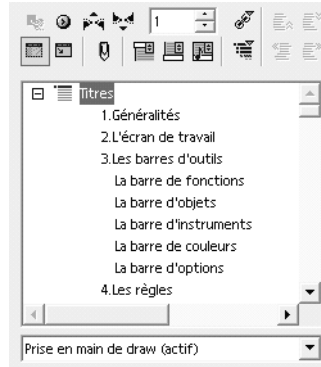 1
Titres
1.Généralités
2.L'écran de travail
3.Les barres d'outils
La barre de fonctions
La barre d'objets
La barre d'instruments
La barre de couleurs
La barre d'options
4.Les règles
Prise en main de draw (actif)